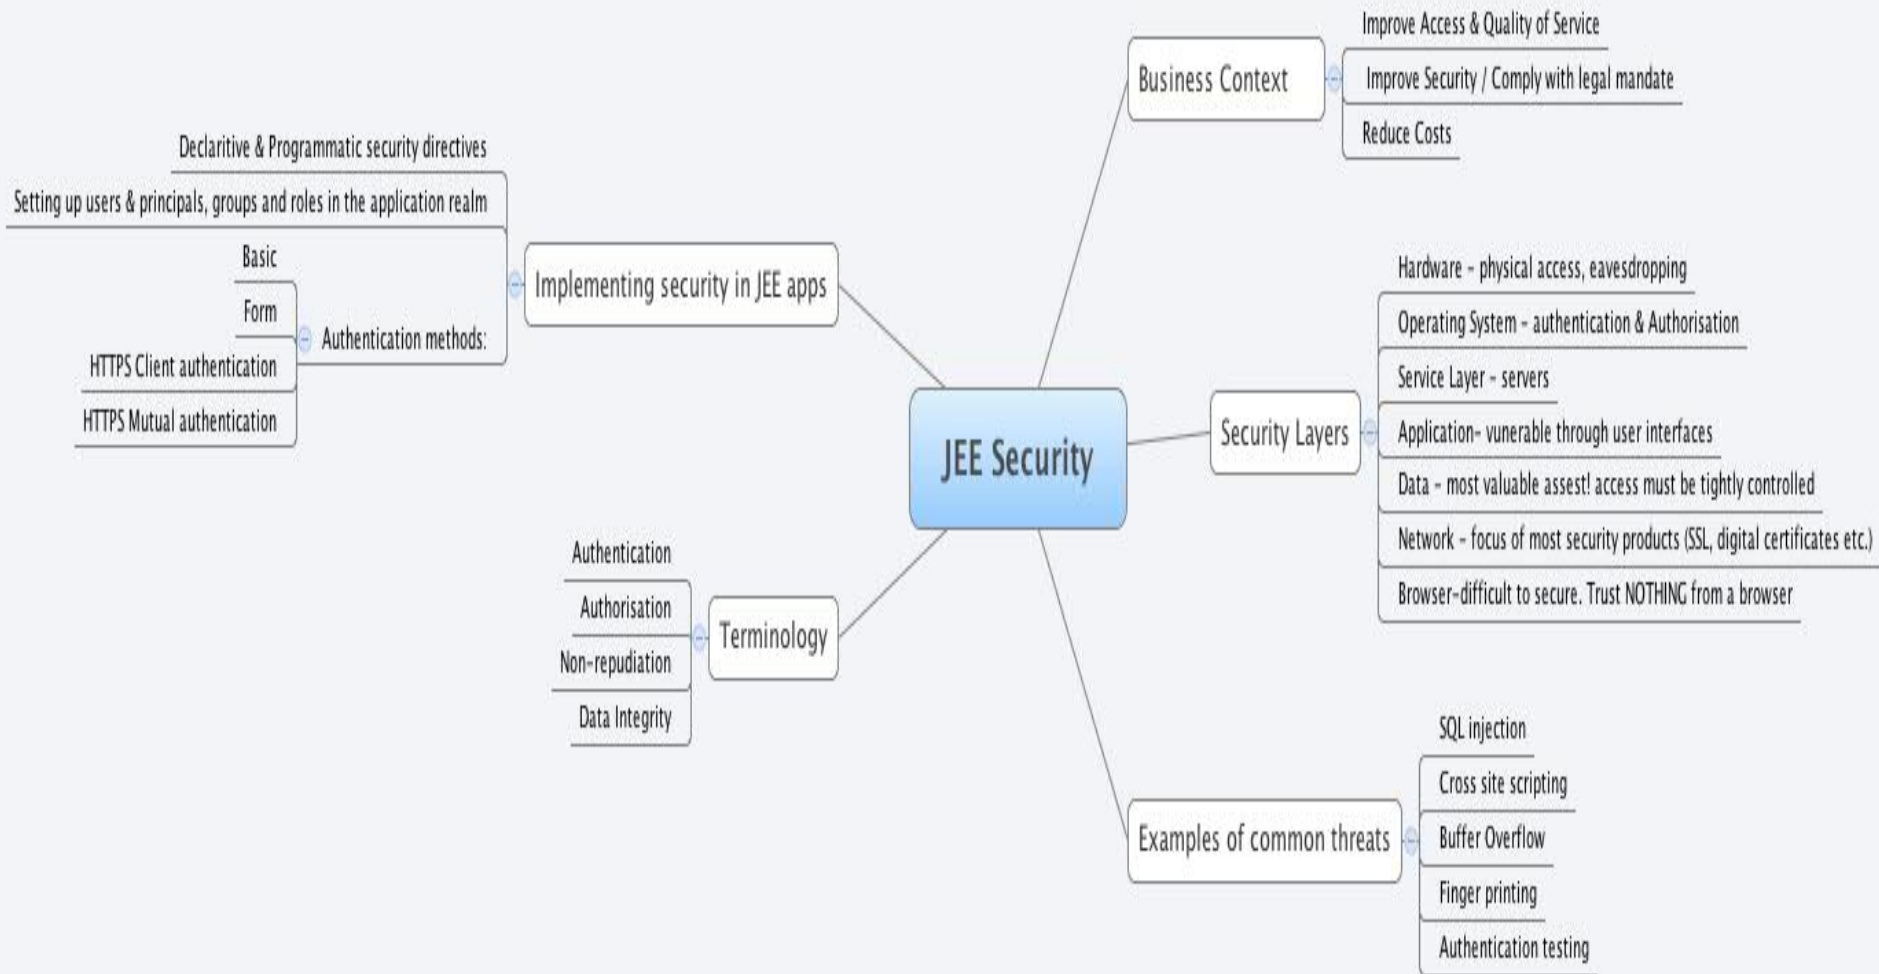 JEE Security
Business Context
Improve Access & Quality of Service
Improve Security / Comply with legal mandate
Reduce Costs
Security Layers
Hardware - physical access, eavesdropping
Operating System - authentication & Authorisation
Service Layer - servers
Application- vunerable through user interfaces
Data - most valuable assest! access must be tightly controlled
Network - focus of most security products (SSL, digital certificates etc.)
Browser-difficult to secure. Trust NOTHING from a browser
Examples of common threats
SQL injection
Cross site scripting
Buffer Overflow
Finger printing
Authentication testing
Implementing security in JEE apps
Declaritive & Programmatic security directives
Setting up users & principals, groups and roles in the application realm
Authentication methods:
Basic
Form
HTTPS Client authentication
HTTPS Mutual authentication
Terminology
Authentication
Authorisation
Non-repudiation
Data Integrity